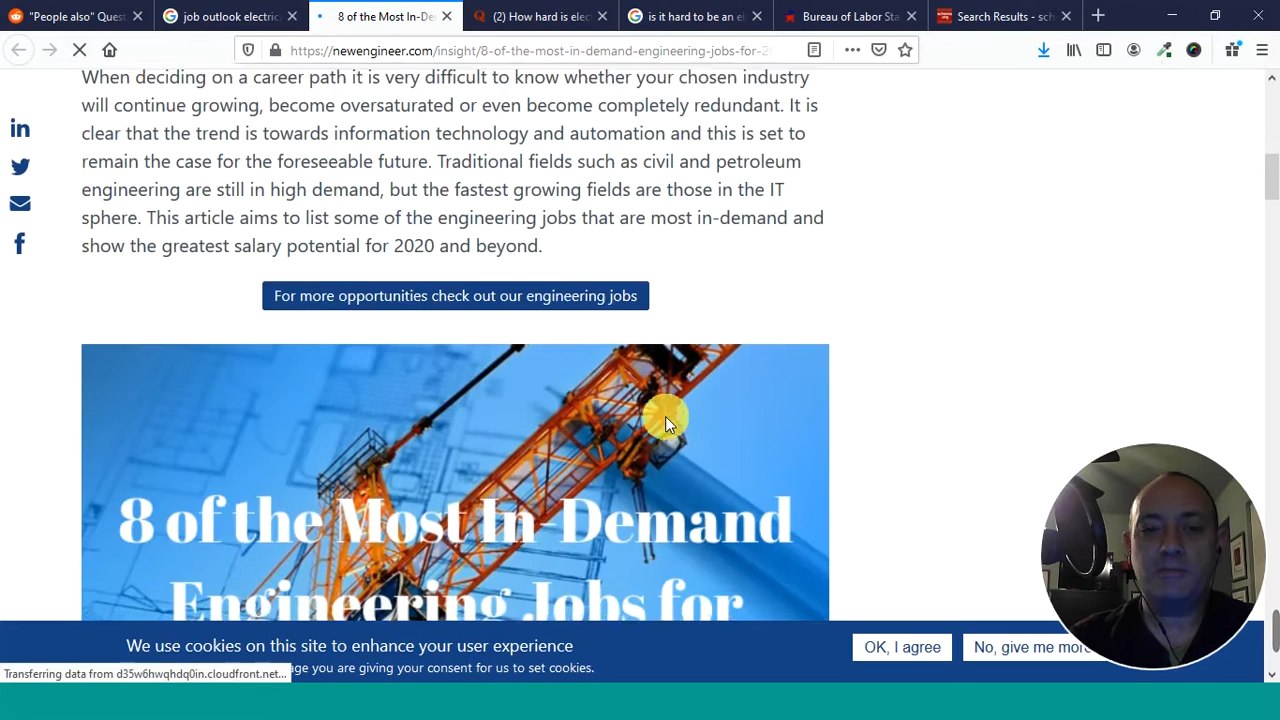 "People also" Quest
job outlook electrica
8 of the Most In-De
(2) How hard is elec
is it hard to be an el
Bureau of Labor Sta
Search Results - sch
https://newengineer.com/insight/8-of-the-most-in-demand-engineering-jobs-for-2
When deciding on a career path it is very difficult to know whether your chosen industry
will continue growing, become oversaturated or even become completely redundant. It is
clear that the trend is towards information technology and automation and this is set to
remain the case for the foreseeable future. Traditional fields such as civil and petroleum
engineering are still in high demand, but the fastest growing fields are those in the IT
sphere. This article aims to list some of the engineering jobs that are most in-demand and
show the greatest salary potential for 2020 and beyond.
For more opportunities check out our engineering jobs
8 of the Most In-Demand
Engineering Jobs for
We use cookies on this site to enhance your user experience
OK, I agree
No, give me more
age you are giving your consent for us to set cookies.
Transferring data from d35w6hwqhdq0in.cloudfront.net...